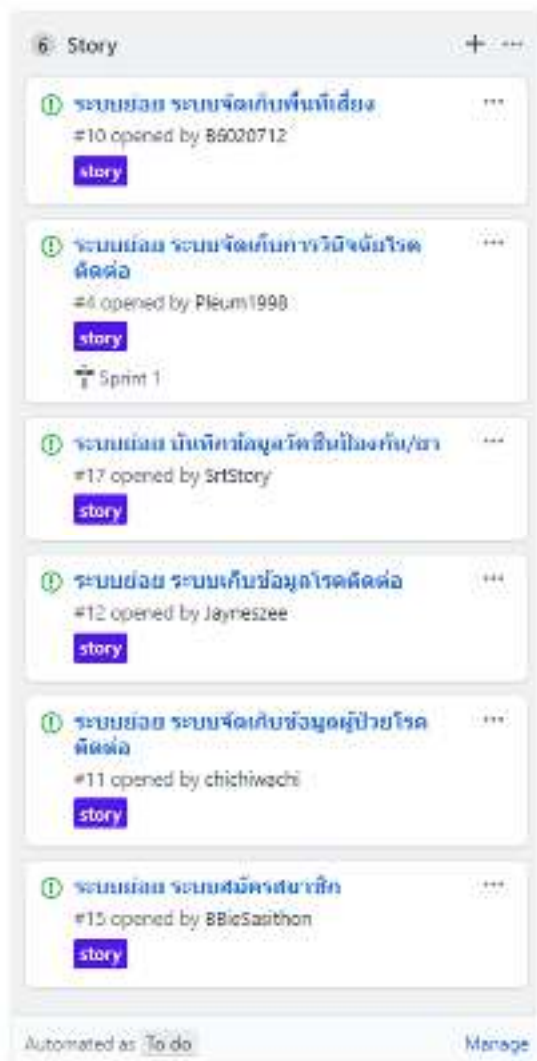 6 Story
ระบบย่อย ระบบจัดเก็บพื้นที่เสี่ยง
#10 opened by B6020712
story
ระบบย่อย ระบบจัดเก็บการวินิจฉัยโรค
ติดต่อ
#4 opened by Pleum1998
story
Sprint 1
ระบบย่อย บันทึกข้อมูลวัคซีนป้องกัน/ยา
#17 opened by SrtStory
story
ระบบย่อย ระบบเก็บข้อมูลโรคติดต่อ
#12 opened by Jayneszee
story
ระบบย่อย ระบบจัดเก็บข้อมูลผู้ป่วยโรค
ติดต่อ
#11 opened by chichiwachi
story
ระบบย่อย ระบบสมัครสมาชิก
#15 opened by BBieSasithon
story
Automated as To do Manage